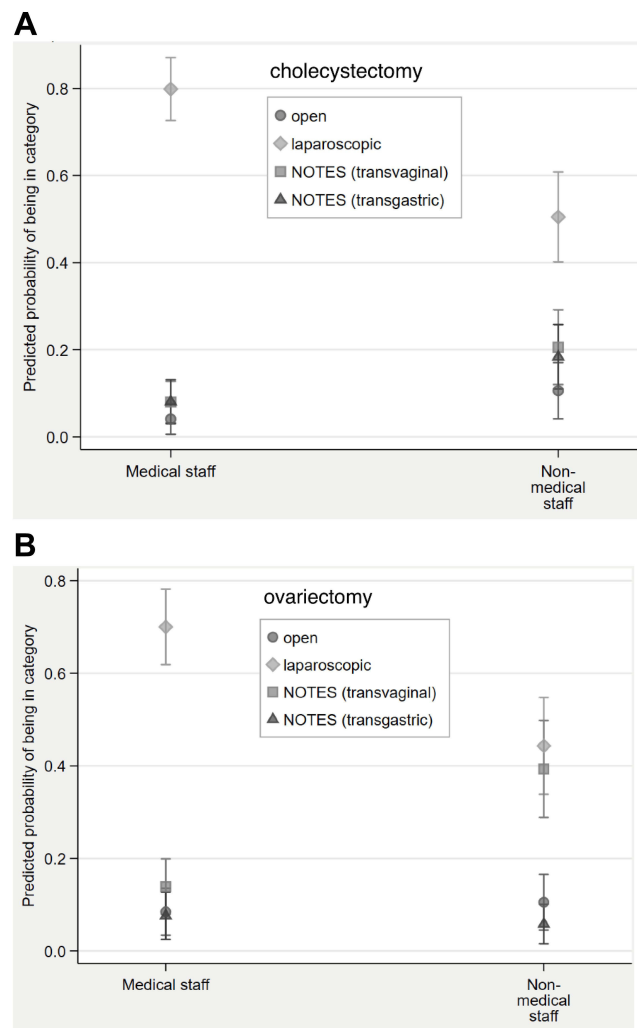 A
cholecystectomy
open
laparoscopic
NOTES (transvaginal)
NOTES (transgastric)
Predicted probability of being in category
0.8
0.6
0.4
0.2
0.0
Medical staff
Non-
medical
staff
B
ovariectomy
open
laparoscopic
NOTES (transvaginal)
NOTES (transgastric)
Predicted probability of being in category
0.8
0.6
0.4
0.2
0.0
Medical staff
Non-
medical
staff